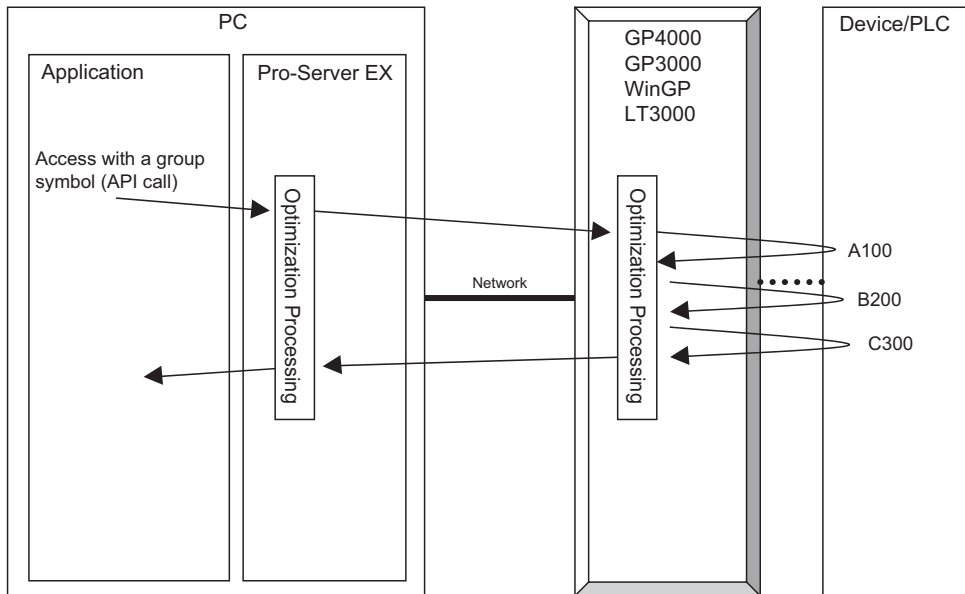 PC
Application
Pro-Server EX
Access with a group
symbol (API call)
Optimization Processing
Network
GP4000
GP3000
WinGP
LT3000
Optimization Processing
Device/PLC
A100
B200
C300